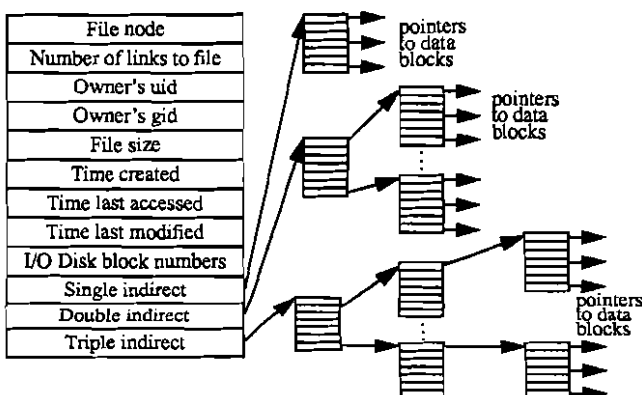 File node
Number of links to file
Owner's uid
Owner's gid
File size
Time created
Time last accessed
Time last modified
I/O Disk block numbers
Single indirect
Double indirect
Triple indirect
pointers
to data
blocks
pointers
to data
blocks
pointers
to data
blocks